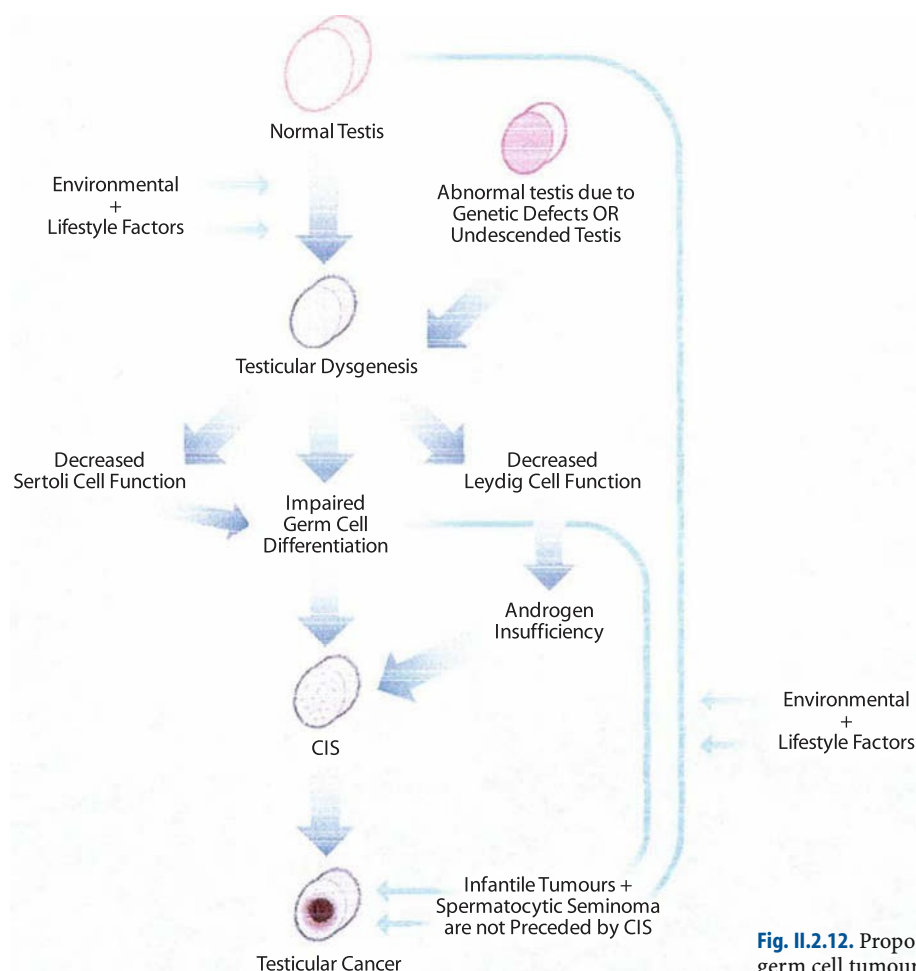 Normal Testis
Environmental
+
Lifestyle Factors
Abnormal testis due to
Genetic Defects OR
Undescended Testis
Testicular Dysgenesis
Decreased
Sertoli Cell Function
Decreased
Leydig Cell Function
Impaired
Germ Cell
Differentiation
Androgen
Insufficiency
Environmental
+
Lifestyle Factors
CIS
Infantile Tumours +
Spermatocytic Seminoma
are not Preceded by CIS
Testicular Cancer
Fig. II.2.12. Propo
germ cell tumour